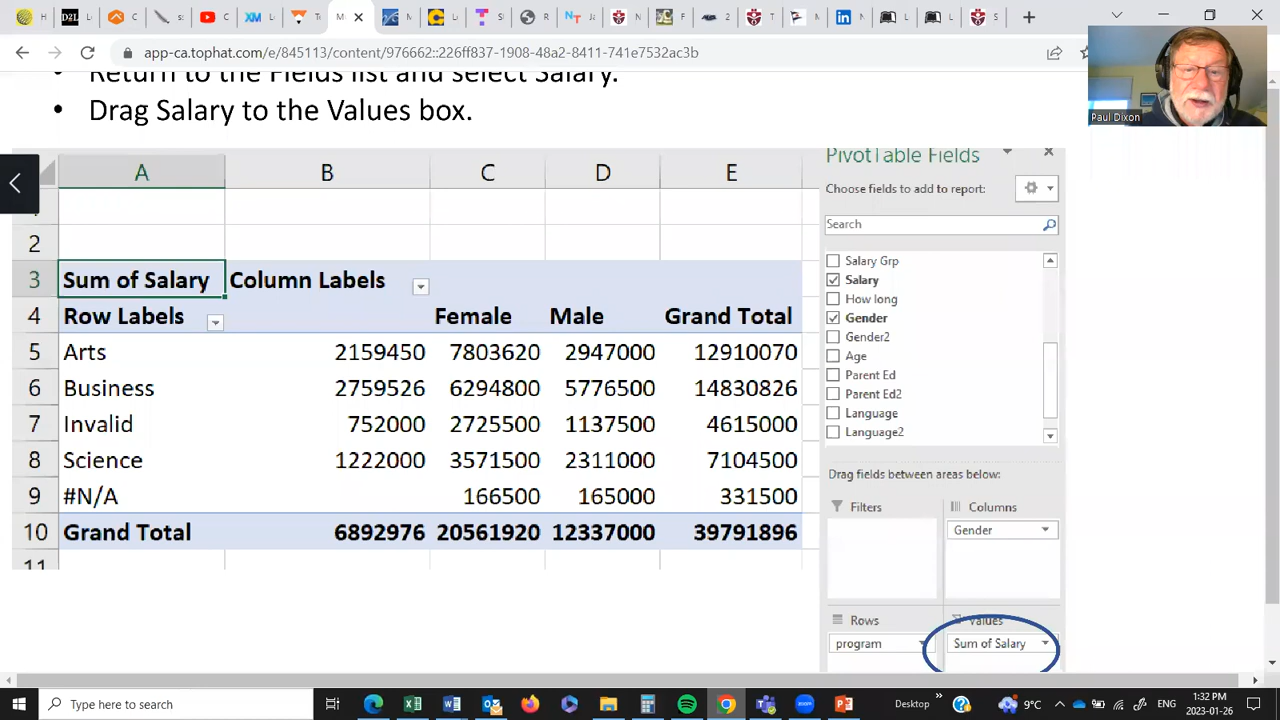 M
app-ca.tophat.com/e/845113/content/976662::226ff837-1908-48a2-8411-741e7532ac3b
Return to the Fields list and select Salary.
• Drag Salary to the Values box.
Paul Dixon
A B C D E
2
3 Sum of Salary Column Labels
4 Row Labels Female Male Grand Total
5 Arts 2159450 7803620 2947000 12910070
6 Business 2759526 6294800 5776500 14830826
7 Invalid 752000 2725500 1137500 4615000
8 Science 1222000 3571500 2311000 7104500
9 #N/A 166500 165000 331500
10 Grand Total 6892976 20561920 12337000 39791896
11
PivotTable Fields
Choose fields to add to report:
Search
Salary Grp
Salary
How long
Gender
Gender2
Age
Parent Ed
Parent Ed2
Language
Language2
Drag fields between areas below:
Filters
Columns
Gender
Rows
Values
program
Sum of Salary
Type here to search
Desktop
9°C
ENG
1:32 PM
2023-01-26